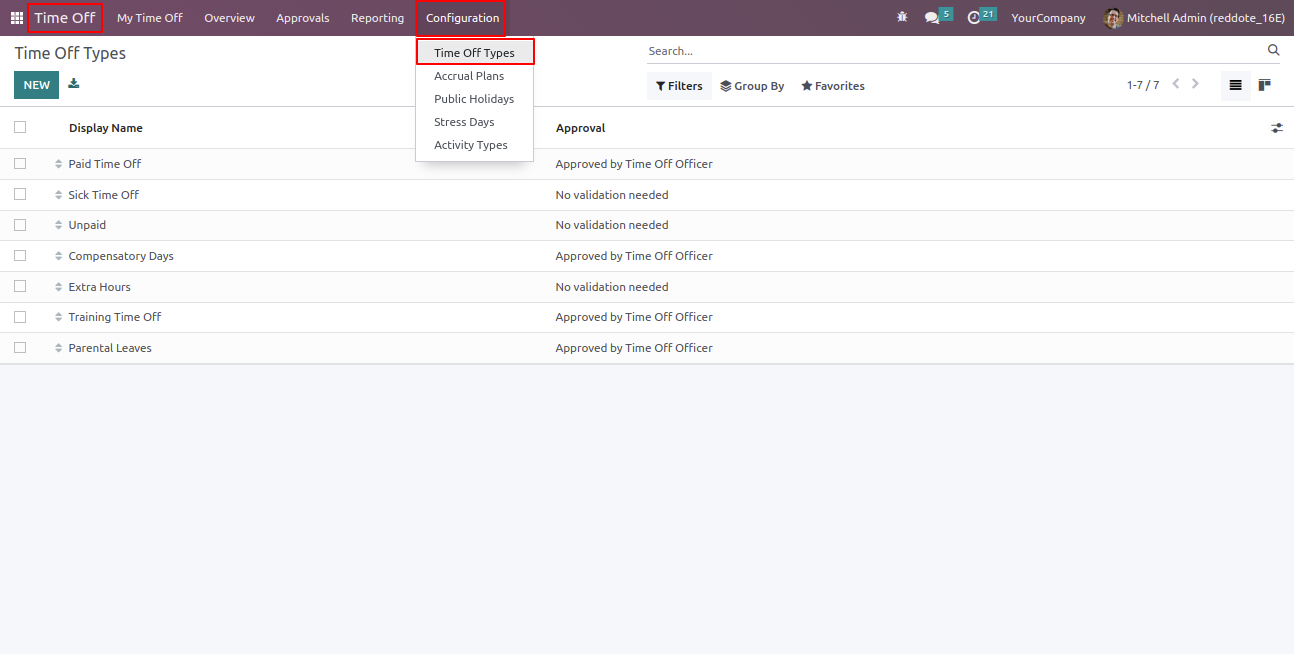 Time Off My Time Off Overview Approvals Reporting Configuration 5 21 YourCompany Mitchell Admin (reddote_16E)
Time Off Types
Search...
NEW
Filters Group By Favorites 1-7 / 7
Time Off Types
Accrual Plans
Public Holidays
Stress Days
Activity Types
Display Name Approval
Paid Time Off Approved by Time Off Officer
Sick Time Off No validation needed
Unpaid No validation needed
Compensatory Days Approved by Time Off Officer
Extra Hours No validation needed
Training Time Off Approved by Time Off Officer
Parental Leaves Approved by Time Off Officer